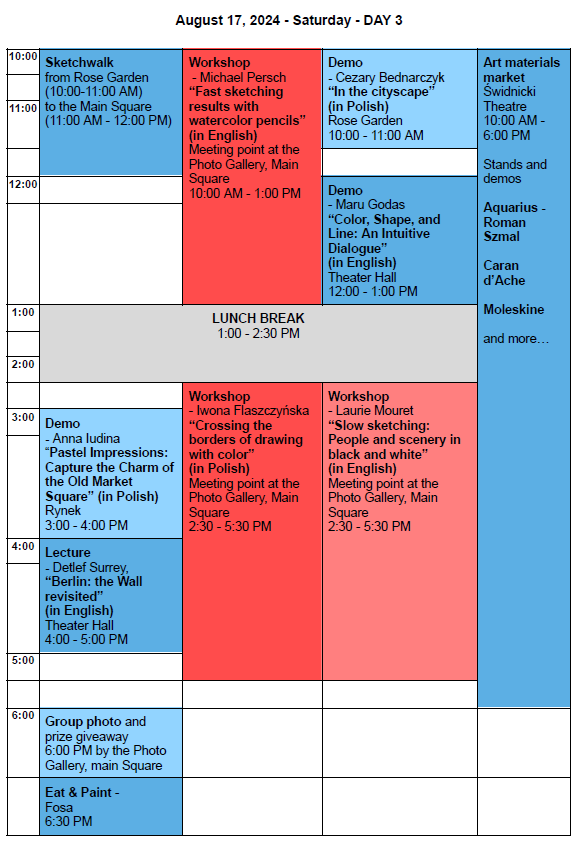 August 17, 2024 - Saturday - DAY 3
10:00
11:00
12:00
1:00
2:00
3:00
4:00
5:00
6:00
Sketchwalk
from Rose Garden
(10:00-11:00 AM)
to the Main Square
(11:00 AM - 12:00 PM)
Workshop
- Michael Persch
“Fast sketching
results with
watercolor pencils”
(in English)
Meeting point at the
Photo Gallery, Main
Square
10:00 AM - 1:00 PM
Demo
- Cezary Bednarczyk
“In the cityscape”
(in Polish)
Rose Garden
10:00 - 11:00 AM
Demo
- Maru Godas
“Color, Shape, and
Line: An Intuitive
Dialogue”
(in English)
Theater Hall
12:00 - 1:00 PM
Art materials
market
Świdnicki
Theatre
10:00 AM -
6:00 PM
Stands and
demos
Aquarius -
Roman
Szmal
Caran
d’Ache
Moleskine
and more…
LUNCH BREAK
1:00 - 2:30 PM
Demo
- Anna Iudina
“Pastel Impressions:
Capture the Charm of
the Old Market
Square” (in Polish)
Rynek
3:00 - 4:00 PM
Workshop
- Iwona Flaszczyńska
“Crossing the
borders of drawing
with color”
(in Polish)
Meeting point at the
Photo Gallery, Main
Square
2:30 - 5:30 PM
Workshop
- Laurie Mouret
“Slow sketching:
People and scenery in
black and white”
(in English)
Meeting point at the
Photo Gallery, Main
Square
2:30 - 5:30 PM
Lecture
- Detlef Surrey,
“Berlin: the Wall
revisited”
(in English)
Theater Hall
4:00 - 5:00 PM
Group photo and
prize giveaway
6:00 PM by the Photo
Gallery, main Square
Eat & Paint -
Fosa
6:30 PM